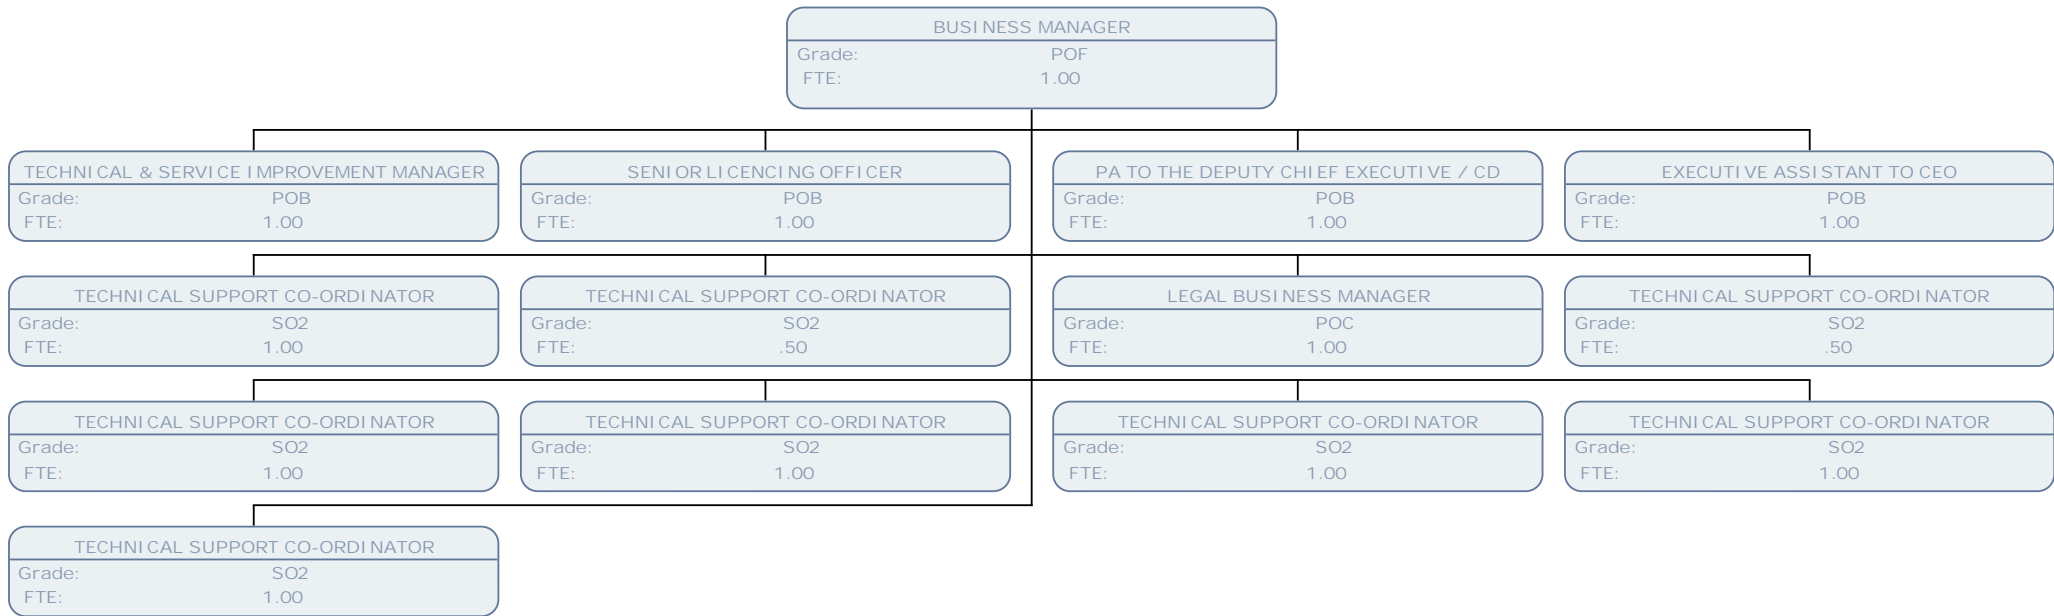 BUSINESS MANAGER
Grade: POF
FTE: 1.00
TECHNICAL & SERVICE IMPROVEMENT MANAGER
Grade: POB
FTE: 1.00
SENIOR LICENCING OFFICER
Grade: POB
FTE: 1.00
PA TO THE DEPUTY CHIEF EXECUTIVE / CD
Grade: POB
FTE: 1.00
EXECUTIVE ASSISTANT TO CEO
Grade: POB
FTE: 1.00
TECHNICAL SUPPORT CO-ORDINATOR
Grade: SO2
FTE: 1.00
TECHNICAL SUPPORT CO-ORDINATOR
Grade: SO2
FTE: .50
LEGAL BUSINESS MANAGER
Grade: POC
FTE: 1.00
TECHNICAL SUPPORT CO-ORDINATOR
Grade: SO2
FTE: .50
TECHNICAL SUPPORT CO-ORDINATOR
Grade: SO2
FTE: 1.00
TECHNICAL SUPPORT CO-ORDINATOR
Grade: SO2
FTE: 1.00
TECHNICAL SUPPORT CO-ORDINATOR
Grade: SO2
FTE: 1.00
TECHNICAL SUPPORT CO-ORDINATOR
Grade: SO2
FTE: 1.00
TECHNICAL SUPPORT CO-ORDINATOR
Grade: SO2
FTE: 1.00